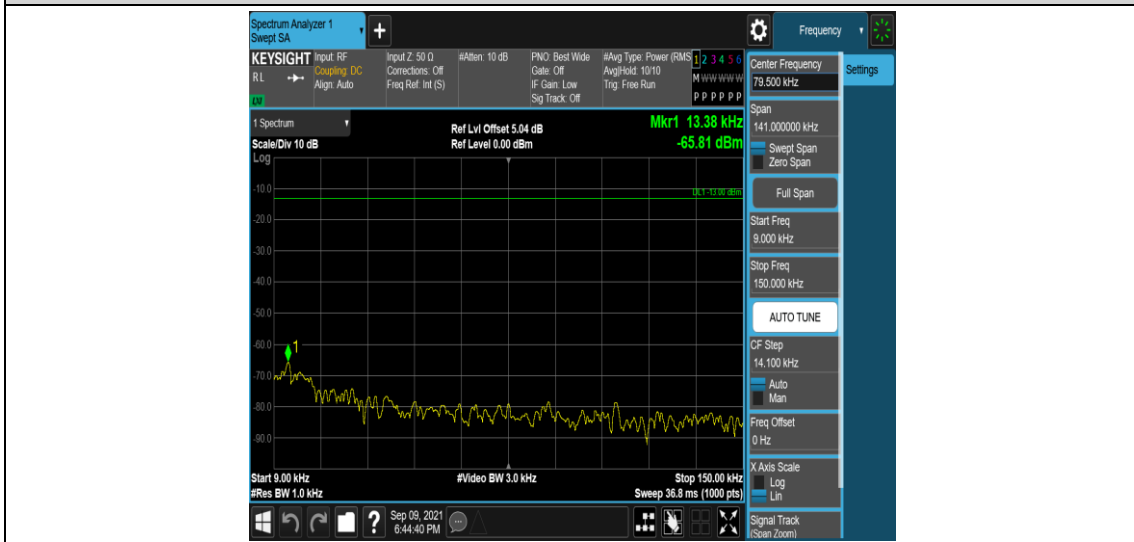 Spectrum Analyzer 1
Swept SA
+
Frequency
KEYSIGHT
RL
LXI
Input: RF
Coupling: DC
Align: Auto
Input Z: 50 Ω
Corrections: Off
Freq Ref: Int (S)
#Atten: 10 dB
PNO: Best Wide
Gate: Off
IF Gain: Low
Sig Track: Off
#Avg Type: Power (RMS
Avg|Hold: 10/10
Trig: Free Run
1 2 3 4 5 6
M W W W W W
P P P P P P
Center Frequency
79.500 kHz
Settings
Span
141.000000 kHz
Swept Span
Zero Span
Full Span
Start Freq
9.000 kHz
Stop Freq
150.000 kHz
AUTO TUNE
CF Step
14.100 kHz
Auto
Man
Freq Offset
0 Hz
X Axis Scale
Log
Lin
Signal Track
(Span Zoom)
1 Spectrum
Scale/Div 10 dB
Log
Ref Lvl Offset 5.04 dB
Ref Level 0.00 dBm
Mkr1 13.38 kHz
-65.81 dBm
DL1 -13.00 dBm
-10.0
-20.0
-30.0
-40.0
-50.0
-60.0
-70.0
-80.0
-90.0
1
Start 9.00 kHz
#Res BW 1.0 kHz
#Video BW 3.0 kHz
Stop 150.00 kHz
Sweep 36.8 ms (1000 pts)
?
Sep 09, 2021
6:44:40 PM